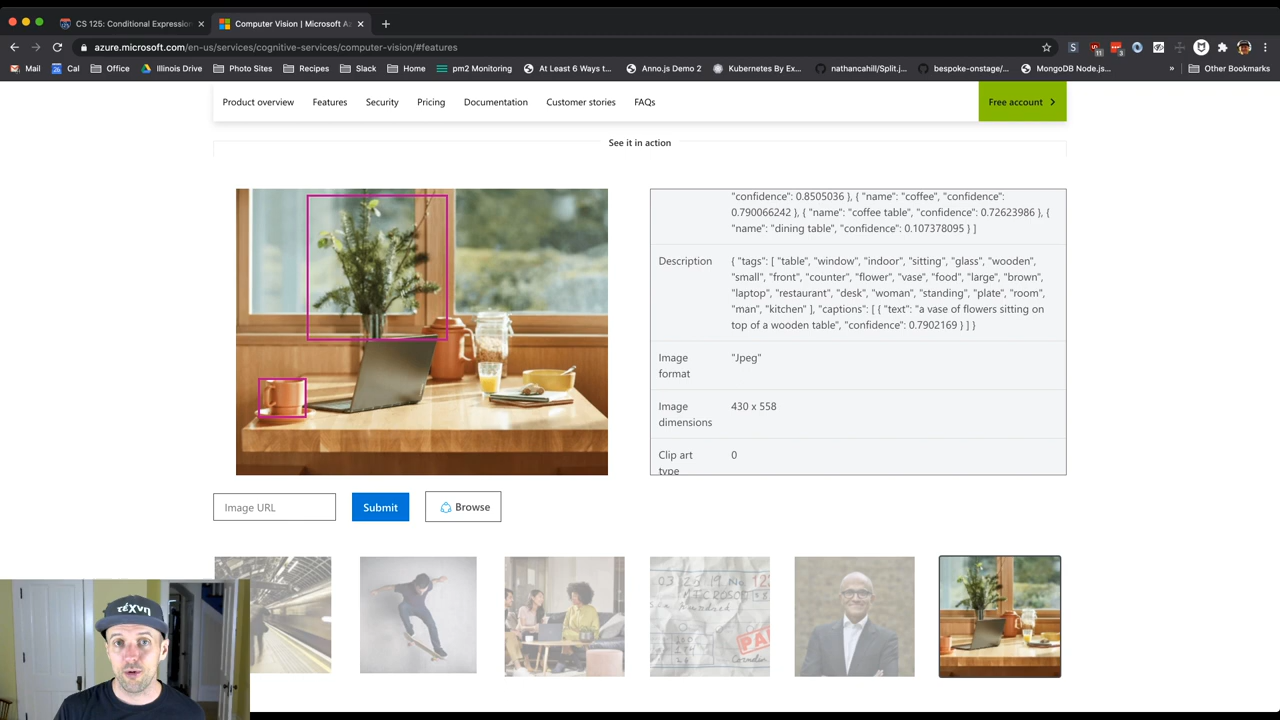 CS 125: Conditional Expression
Computer Vision | Microsoft Az
azure.microsoft.com/en-us/services/cognitive-services/computer-vision/#features
Mail
Cal
Office
Illinois Drive
Photo Sites
Recipes
Slack
Home
pm2 Monitoring
At Least 6 Ways t...
Anno.js Demo 2
Kubernetes By Ex...
nathancahill/Split.j...
bespoke-onstage/...
MongoDB Node.js...
»
Other Bookmarks
Product overview
Features
Security
Pricing
Documentation
Customer stories
FAQs
Free account
See it in action
"confidence": 0.8505036 }, { "name": "coffee", "confidence":
0.790066242 }, { "name": "coffee table", "confidence": 0.72623986 }, {
"name": "dining table", "confidence": 0.107378095 } ]
Description
{ "tags": [ "table", "window", "indoor", "sitting", "glass", "wooden",
"small", "front", "counter", "flower", "vase", "food", "large", "brown",
"laptop", "restaurant", "desk", "woman", "standing", "plate", "room",
"man", "kitchen" ], "captions": [ { "text": "a vase of flowers sitting on
top of a wooden table", "confidence": 0.7902169 } ] }
Image
format
"Jpeg"
Image
dimensions
430 x 558
Clip art
type
0
Image URL
Submit
Browse
MICROSOFT
PA
τέχνη